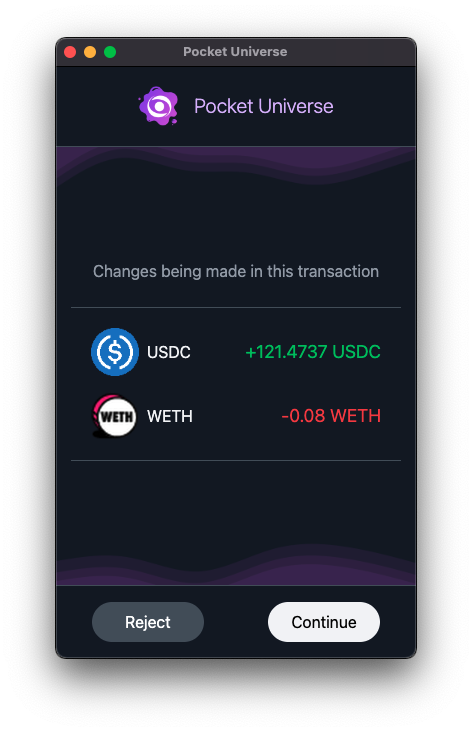 Pocket Universe
Pocket Universe
Changes being made in this transaction
USDC +121.4737 USDC
WETH WETH -0.08 WETH
Reject Continue